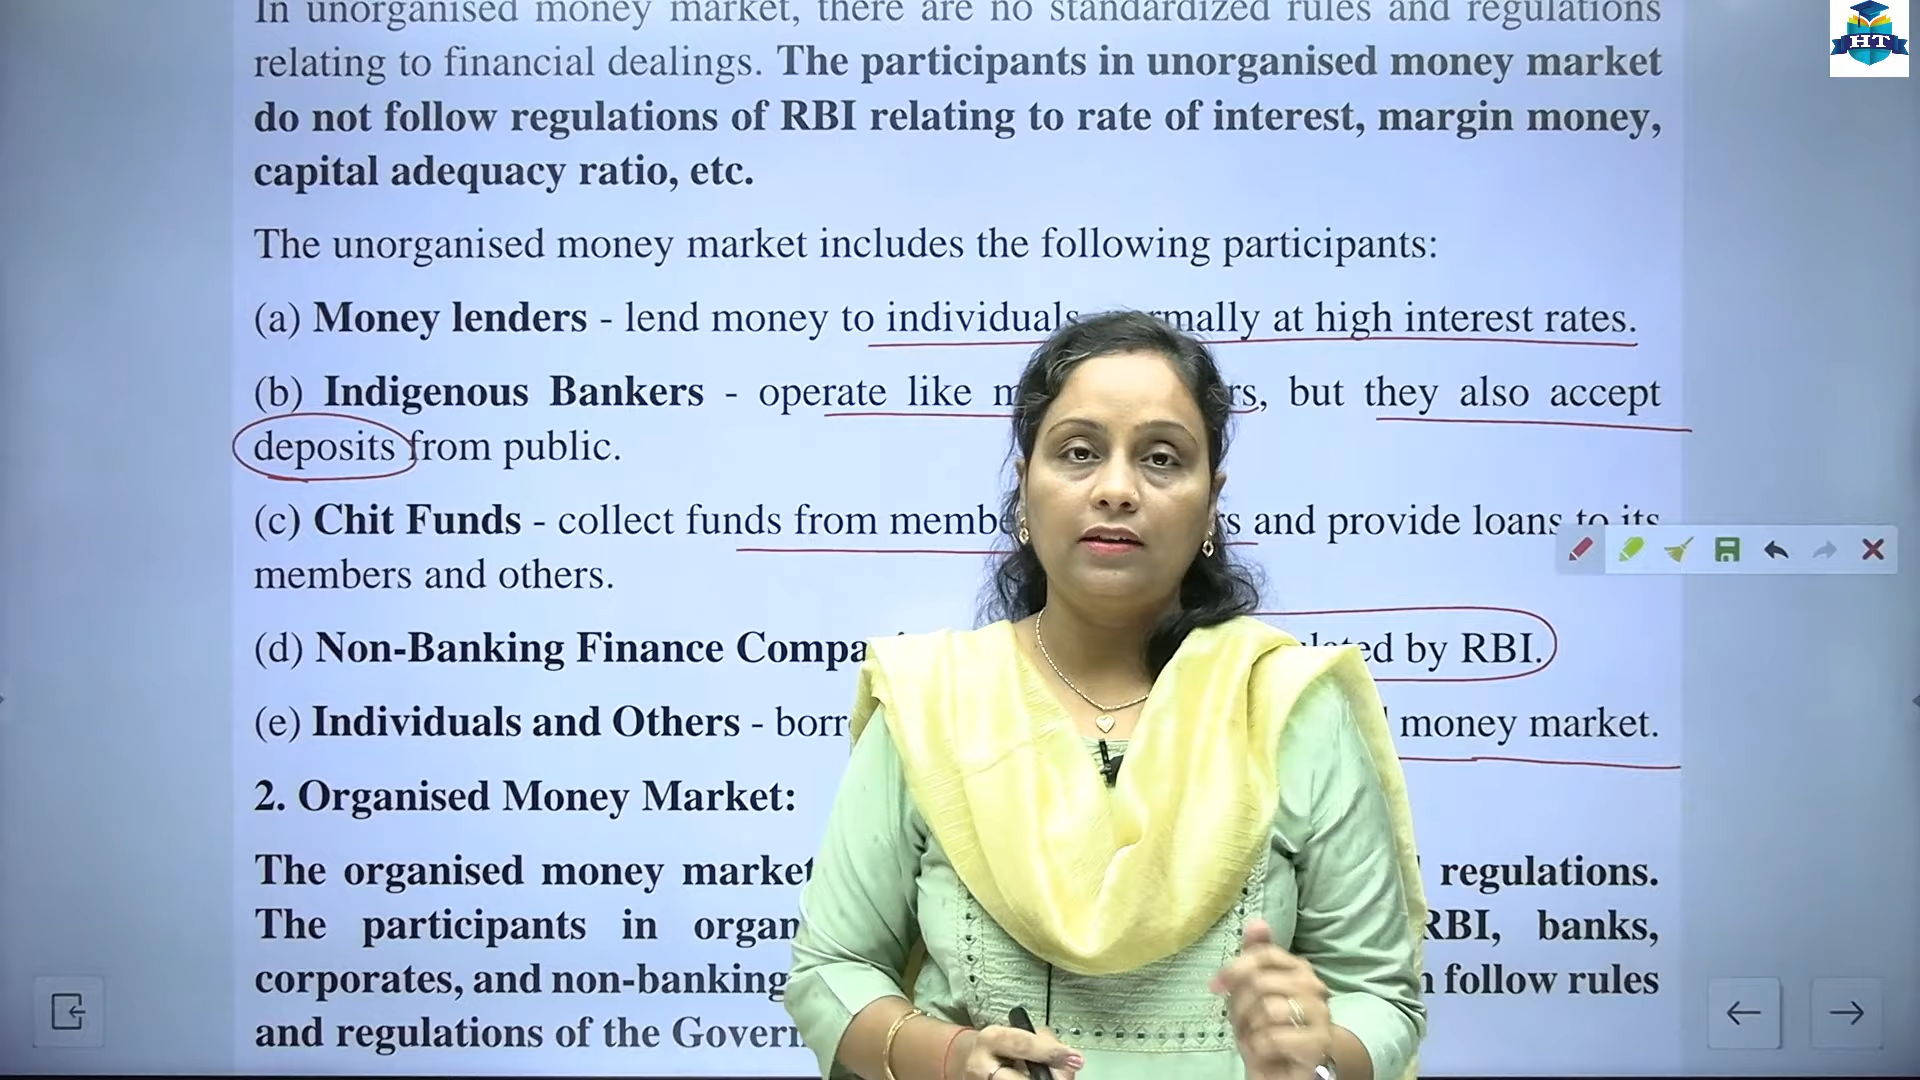 In unorganised money market, there are no standardized rules and regulations
relating to financial dealings. The participants in unorganised money market
do not follow regulations of RBI relating to rate of interest, margin money,
capital adequacy ratio, etc.
The unorganised money market includes the following participants:
(a) Money lenders - lend money to individuals mally at high interest rates.
(b) Indigenous Bankers - operate like rs, but they also accept
deposits from public.
(c) Chit Funds - collect funds from membe s and provide loans to its
members and others.
(d) Non-Banking Finance Compa ed by RBI.
(e) Individuals and Others - borr money market.
2. Organised Money Market:
The organised money market regulations.
The participants in organ RBI, banks,
corporates, and non-banking follow rules
and regulations of the Govern
HT